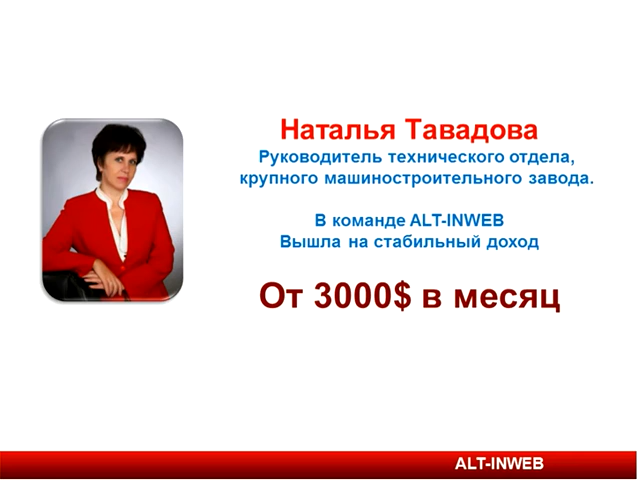 Наталья Тавадова
Руководитель технического отдела,
крупного машиностроительного завода.
В команде ALT-INWEB
Вышла на стабильный доход
От 3000$ в месяц
ALT-INWEB